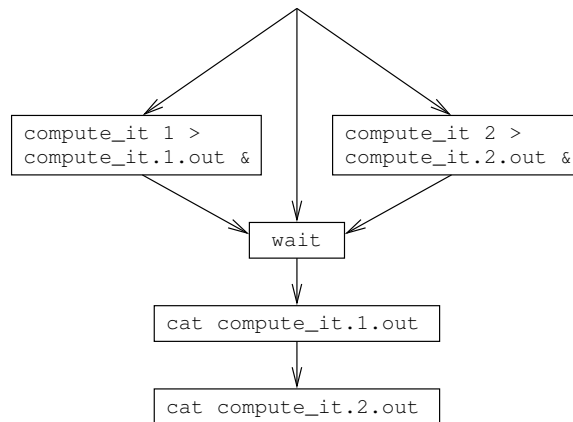 compute_it 1 >
compute_it.1.out &
compute_it 2 >
compute_it.2.out &
wait
cat compute_it.1.out
cat compute_it.2.out